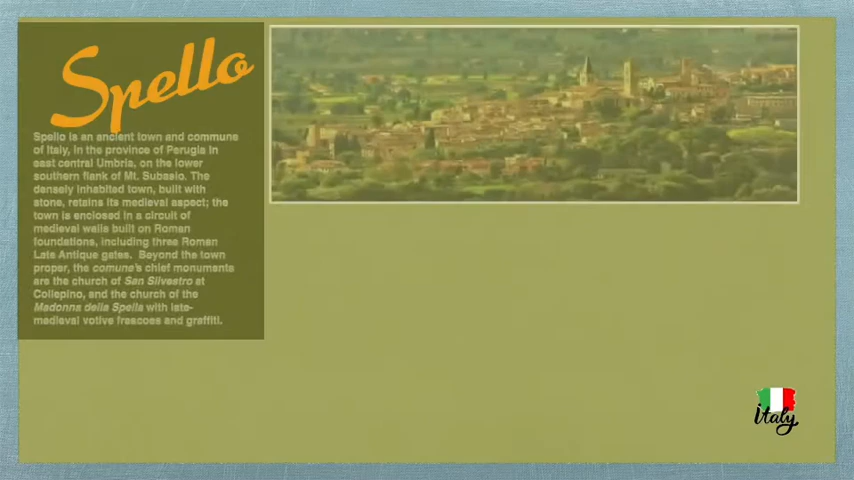 Spello
Spello is an ancient town and commune
of Italy, in the province of Perugia in
east central Umbria, on the lower
southern flank of Mt. Subasio. The
densely inhabited town, built with
stone, retains its medieval aspect; the
town is enclosed in a circuit of
medieval walls built on Roman
foundations, including three Roman
Late Antique gates. Beyond the town
proper, the comune's chief monuments
are the church of San Silvestro at
Collepino, and the church of the
Madonna della Spella with late-
medieval votive frescoes and graffiti.
italy